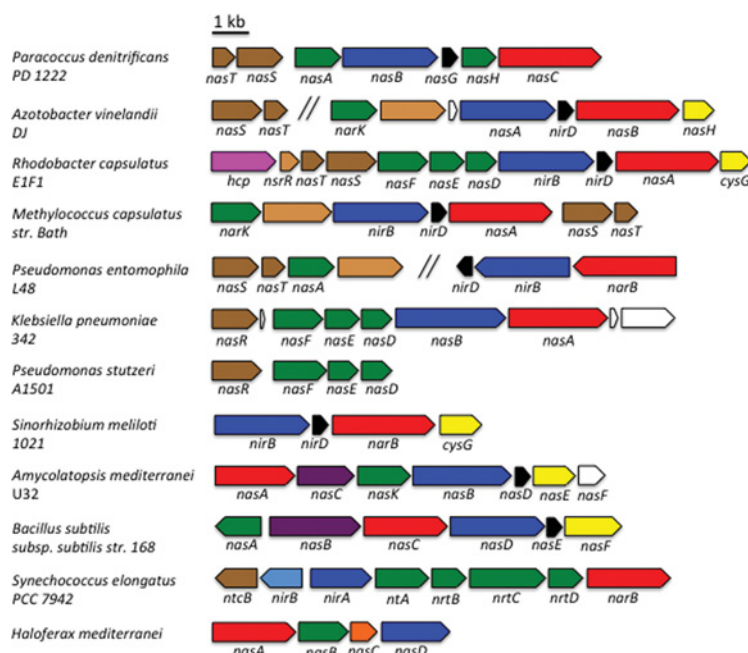 1 kb
Paracoccus denitrificans
PD 1222
nasT nasS nasA nasB nasG nasH nasC
Azotobacter vinelandii
DJ
nasS nasT narK nasA nirD nasB nasH
Rhodobacter capsulatus
E1F1
hcp nsrR nasT nasS nasF nasE nasD nirB nirD nasA cysG
Methylococcus capsulatus
str. Bath
narK nirB nirD nasA nasS nasT
Pseudomonas entomophila
L48
nasS nasT nasA nirD nirB narB
Klebsiella pneumoniae
342
nasR nasF nasE nasD nasB nasA
Pseudomonas stutzeri
A1501
nasR nasF nasE nasD
Sinorhizobium meliloti
1021
nirB nirD narB cysG
Amycolatopsis mediterranei
U32
nasA nasC nasK nasB nasD nasE nasF
Bacillus subtilis
subsp. subtilis str. 168
nasA nasB nasC nasD nasE nasF
Synechococcus elongatus
PCC 7942
ntcB nirB nirA ntA nrtB nrtC nrtD narB
Haloferax mediterranei
nasA nasB nasC nasD